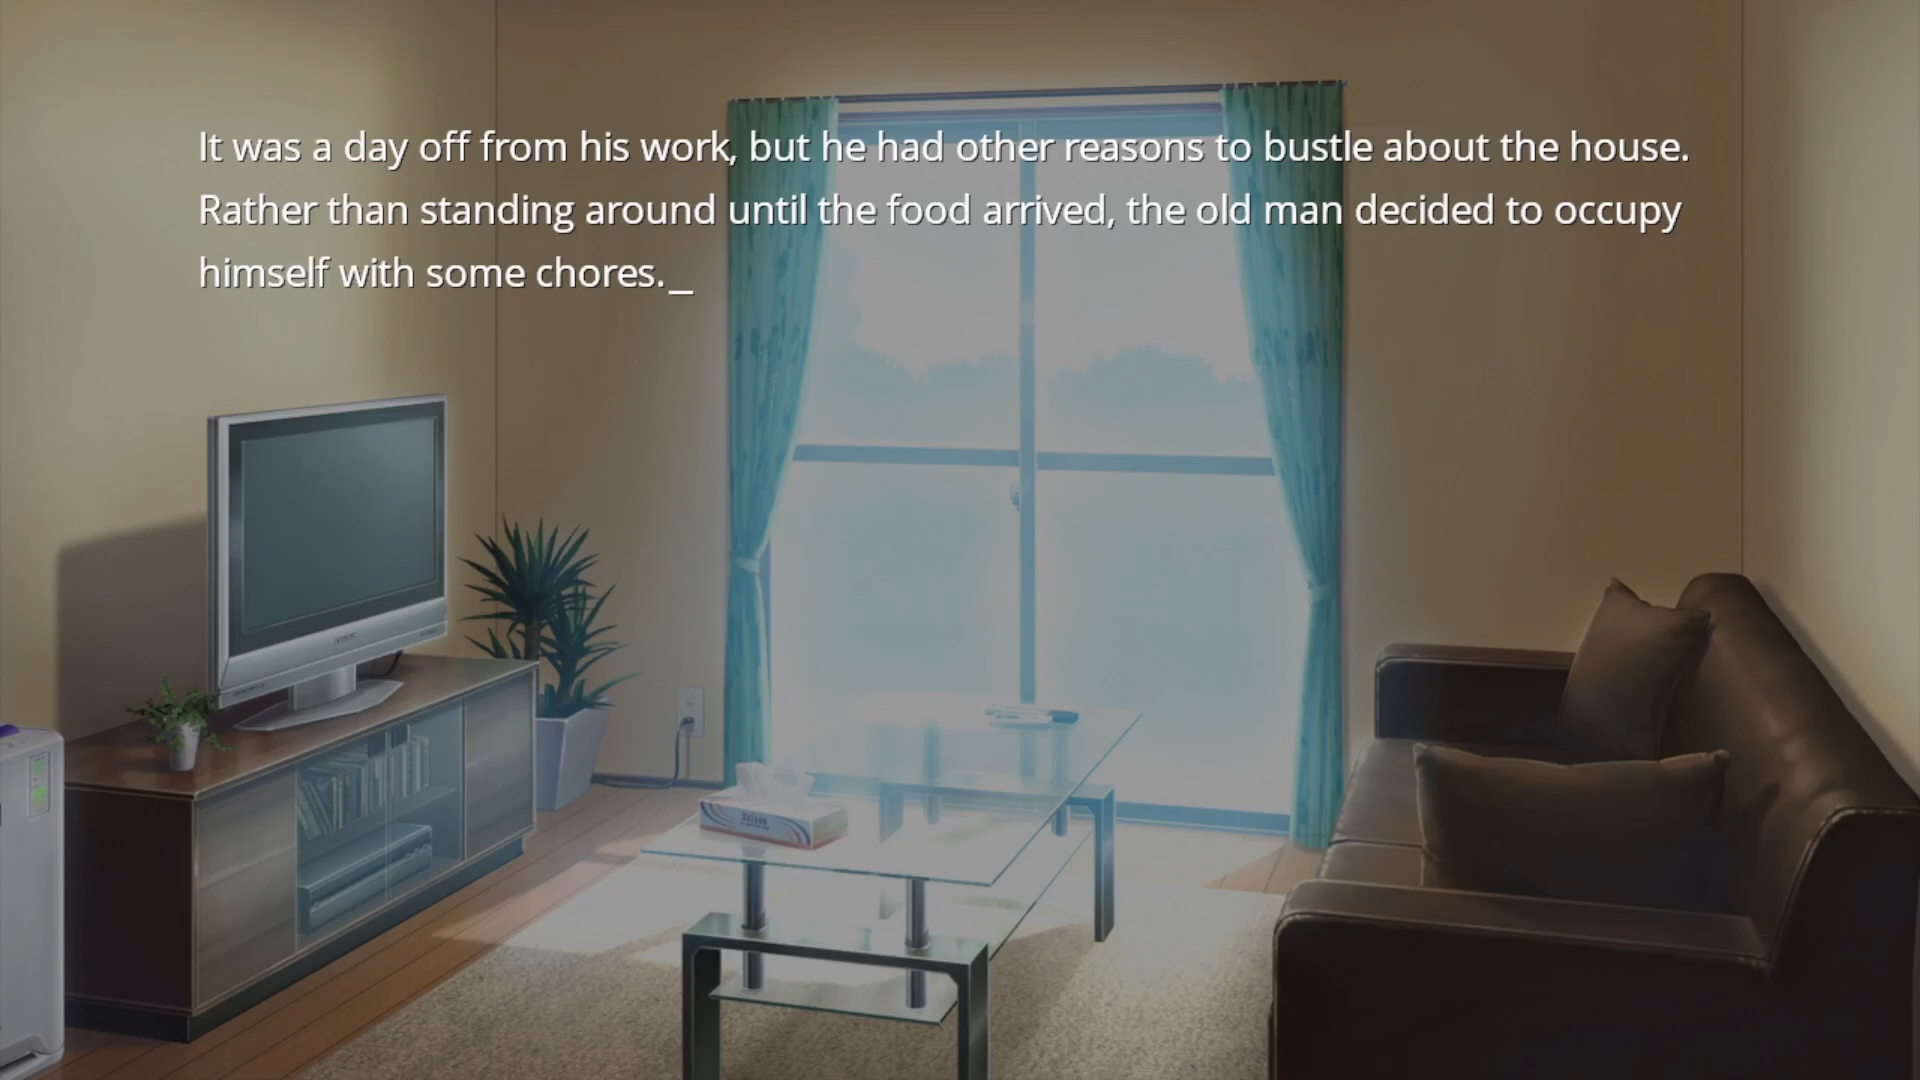 It was a day off from his work, but he had other reasons to bustle about the house.
Rather than standing around until the food arrived, the old man decided to occupy
himself with some chores._